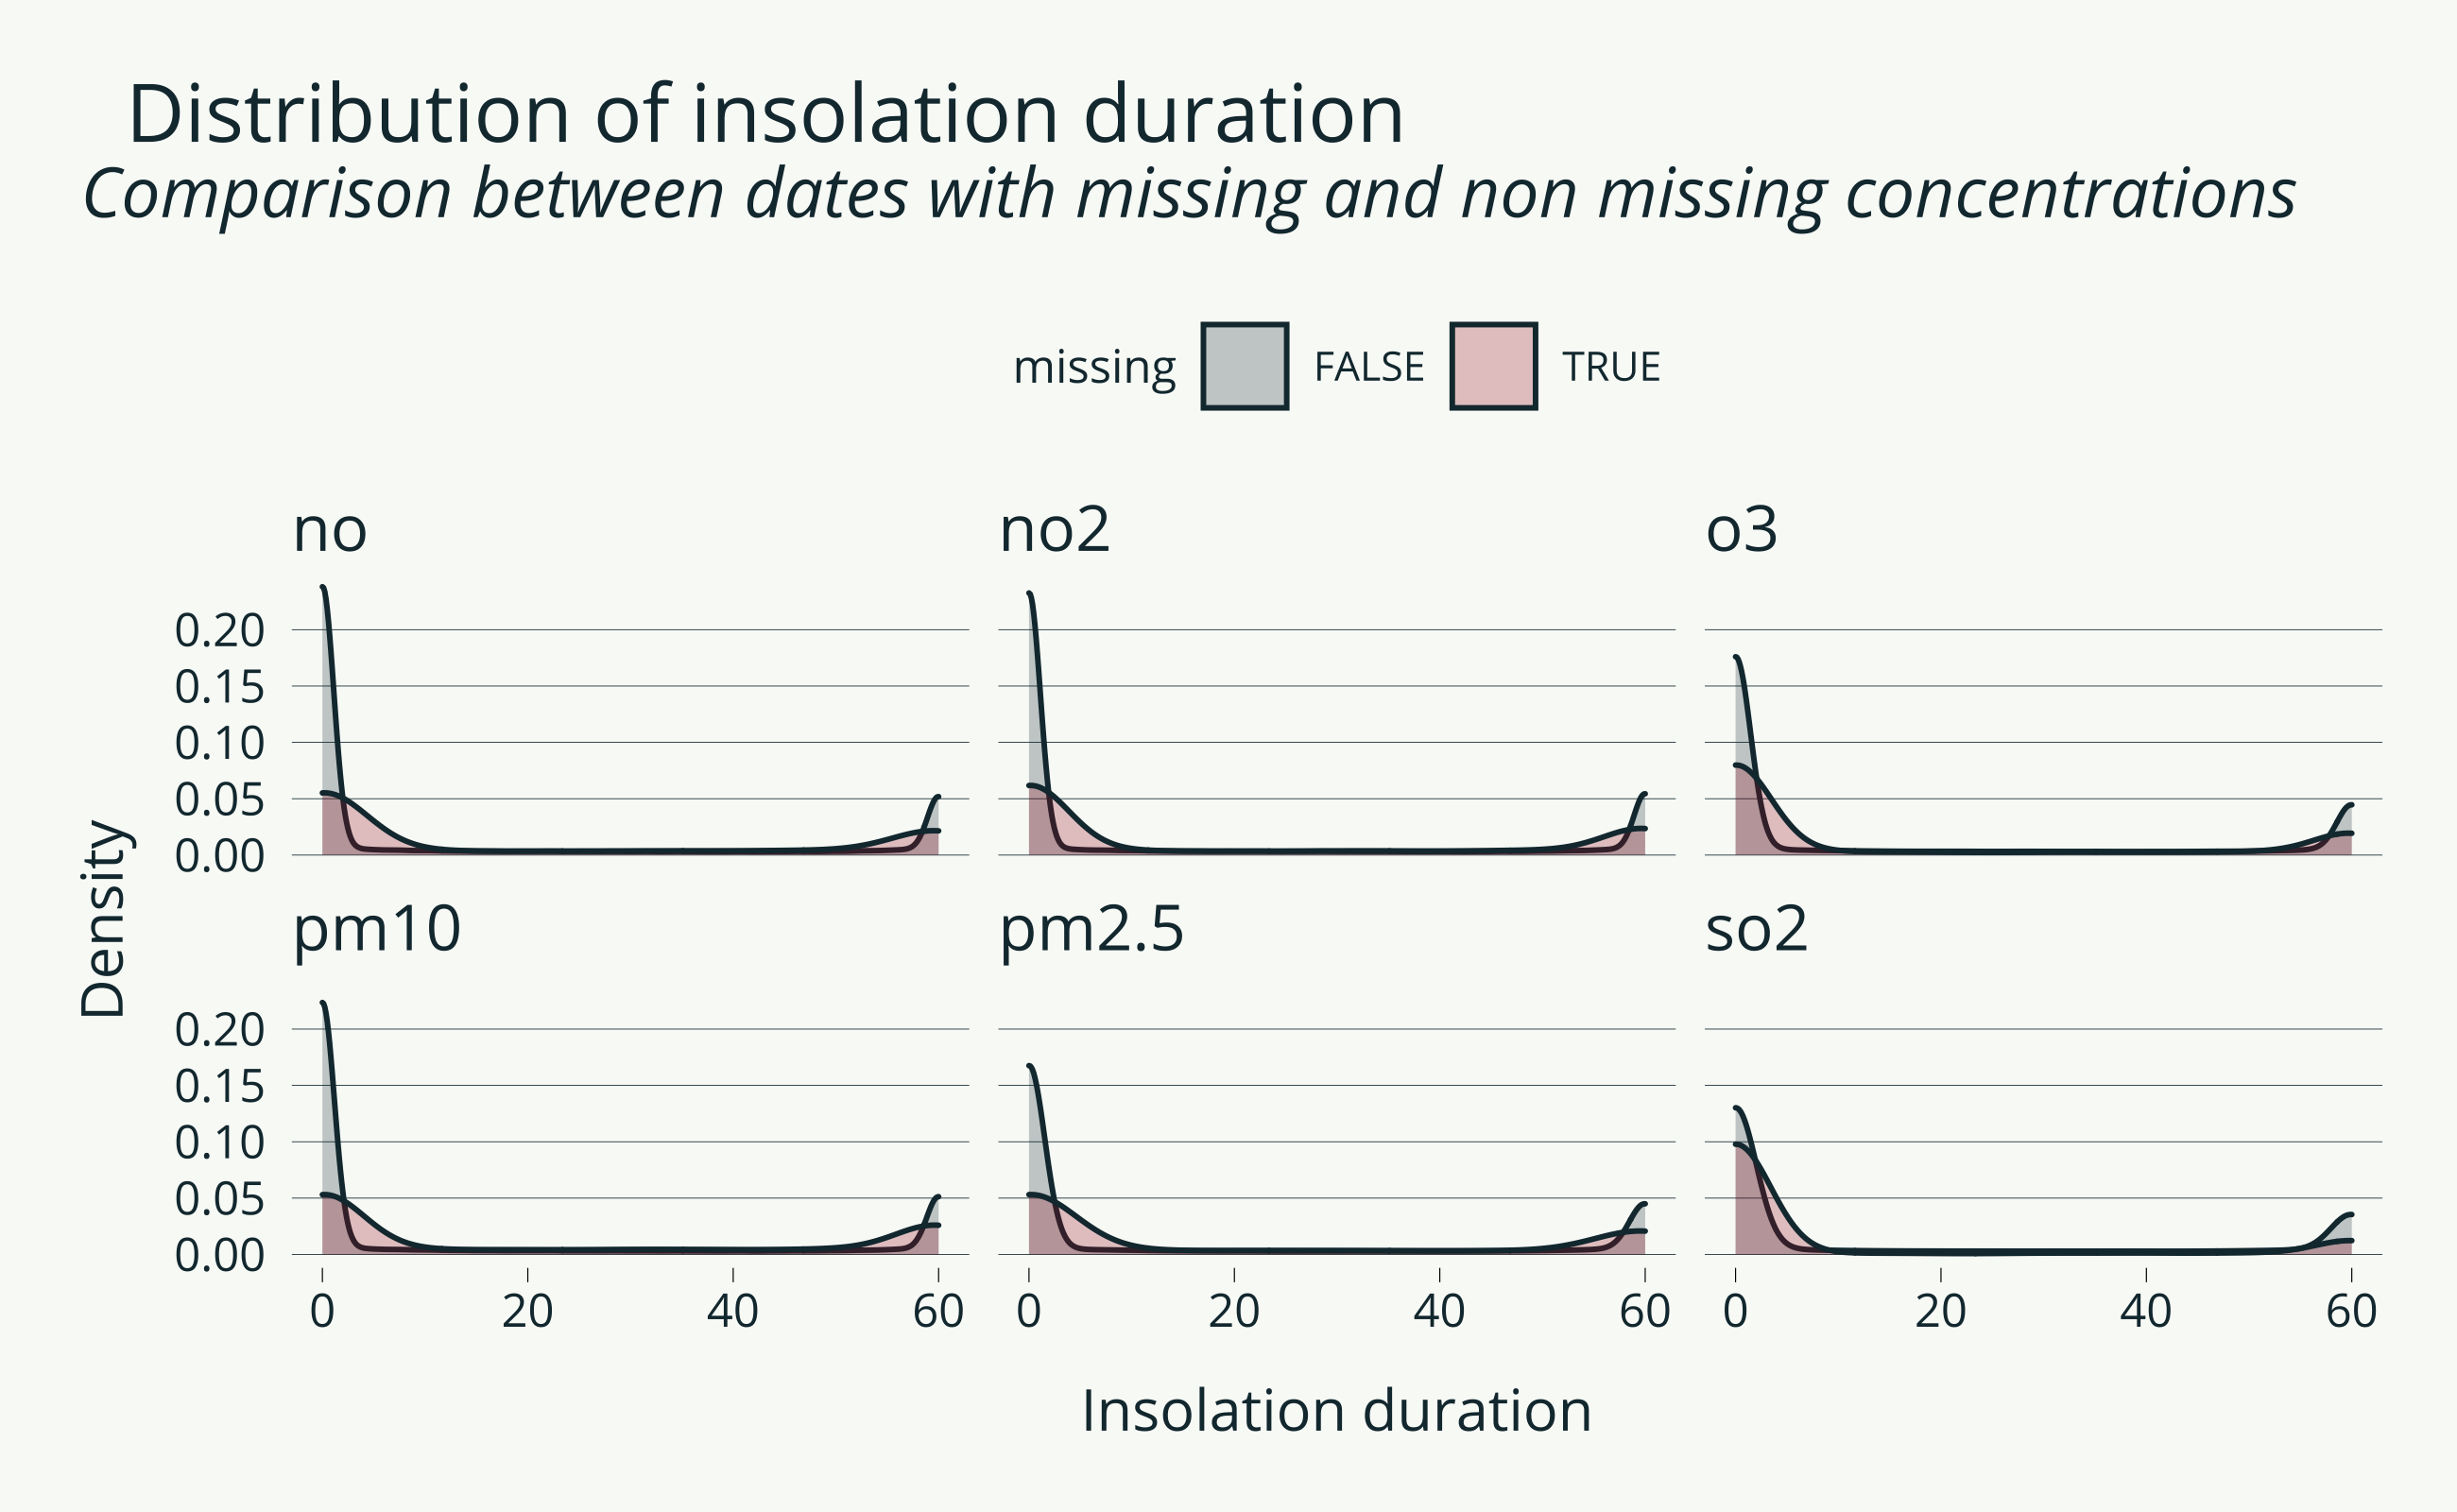 Distribution of insolation duration
Comparison between dates with missing and non missing concentrations
missing FALSE TRUE
no no2 o3
0.20
0.15
0.10
0.05
0.00
Density
pm10 pm2.5 so2
0.20
0.15
0.10
0.05
0.00
0 20 40 60 0 20 40 60 0 20 40 60
Insolation duration